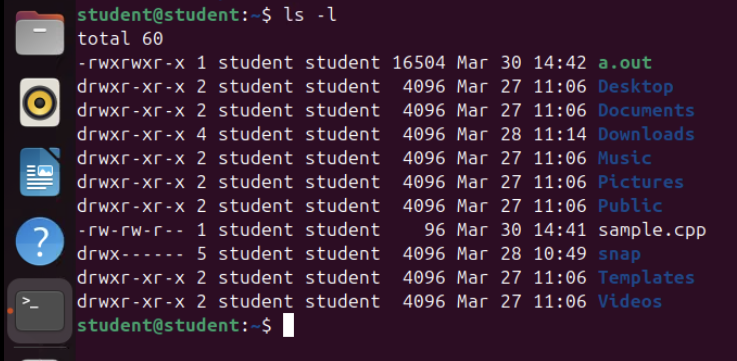 student@student:~$ ls -l
total 60
-rwxrwxr-x 1 student student 16504 Mar 30 14:42 a.out
drwxr-xr-x 2 student student  4096 Mar 27 11:06 Desktop
drwxr-xr-x 2 student student  4096 Mar 27 11:06 Documents
drwxr-xr-x 4 student student  4096 Mar 28 11:14 Downloads
drwxr-xr-x 2 student student  4096 Mar 27 11:06 Music
drwxr-xr-x 2 student student  4096 Mar 27 11:06 Pictures
drwxr-xr-x 2 student student  4096 Mar 27 11:06 Public
-rw-rw-r-- 1 student student    96 Mar 30 14:41 sample.cpp
drwx------ 5 student student  4096 Mar 28 10:49 snap
drwxr-xr-x 2 student student  4096 Mar 27 11:06 Templates
drwxr-xr-x 2 student student  4096 Mar 27 11:06 Videos
student@student:~$